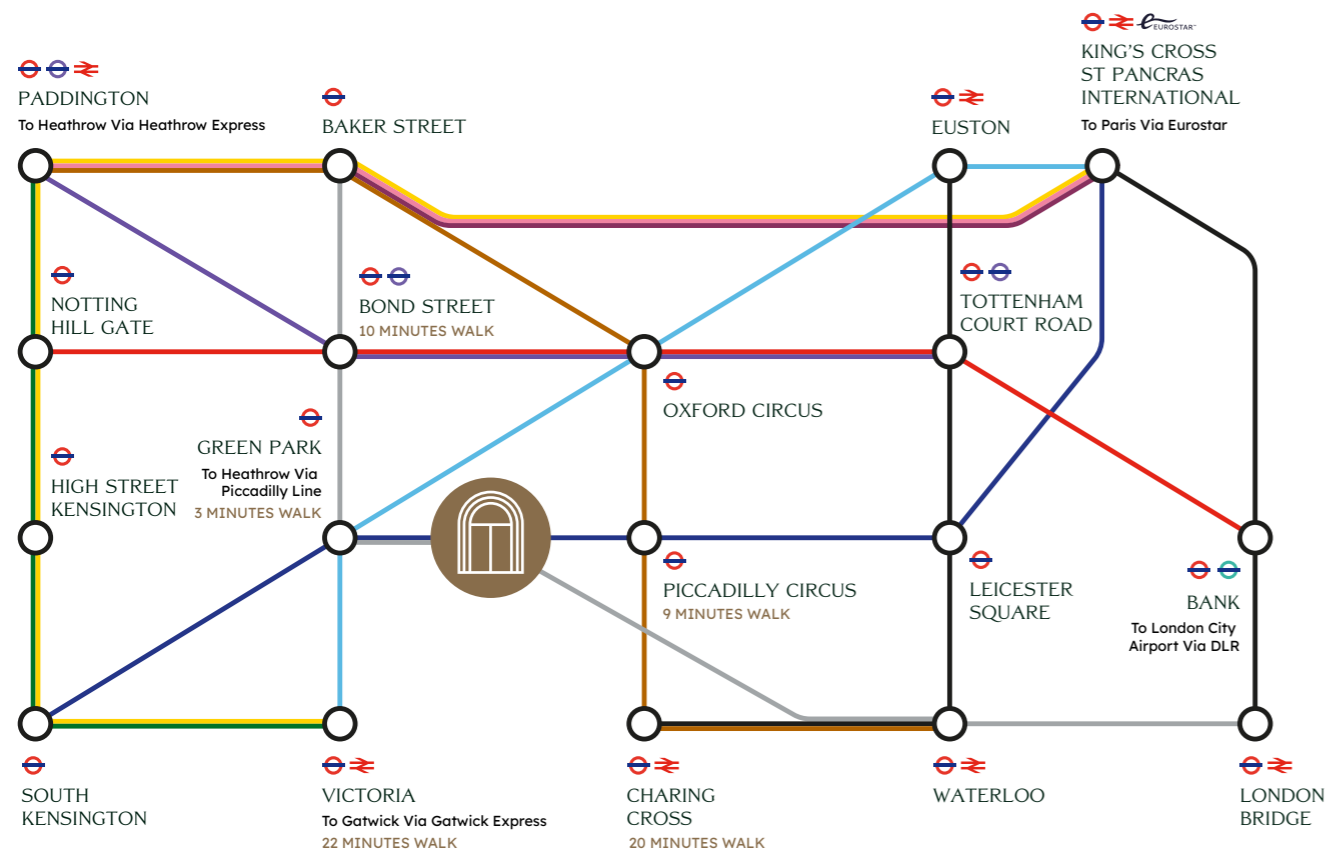 EUROSTAR
KING'S CROSS
ST PANCRAS
INTERNATIONAL
To Paris Via Eurostar
PADDINGTON
To Heathrow Via Heathrow Express
BAKER STREET
EUSTON
NOTTING
HILL GATE
BOND STREET
10 MINUTES WALK
TOTTENHAM
COURT ROAD
OXFORD CIRCUS
GREEN PARK
To Heathrow Via
Piccadilly Line
3 MINUTES WALK
HIGH STREET
KENSINGTON
PICCADILLY CIRCUS
9 MINUTES WALK
LEICESTER
SQUARE
BANK
To London City
Airport Via DLR
SOUTH
KENSINGTON
VICTORIA
To Gatwick Via Gatwick Express
22 MINUTES WALK
CHARING
CROSS
20 MINUTES WALK
WATERLOO
LONDON
BRIDGE